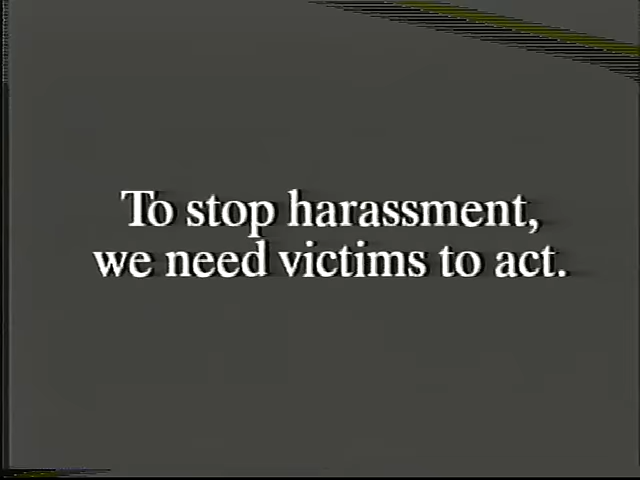 To stop harassment,
we need victims to act.